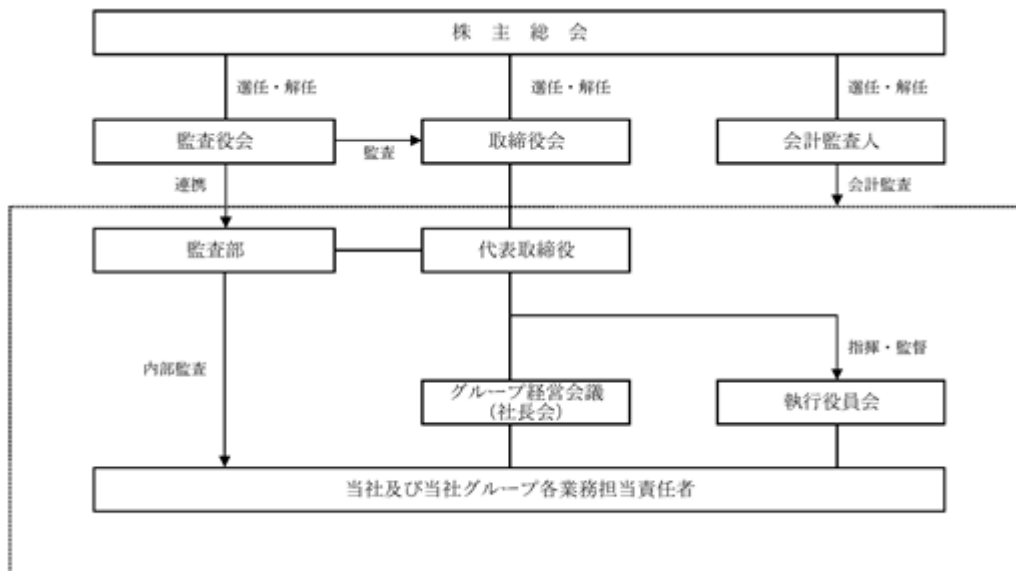 株主総会
選任・解任
選任・解任
選任・解任
監査役会
監査
取締役会
会計監査人
連携
会計監査
監査部
代表取締役
内部監査
指揮・監督
グループ経営会議
(社長会)
執行役員会
当社及び当社グループ各業務担当責任者